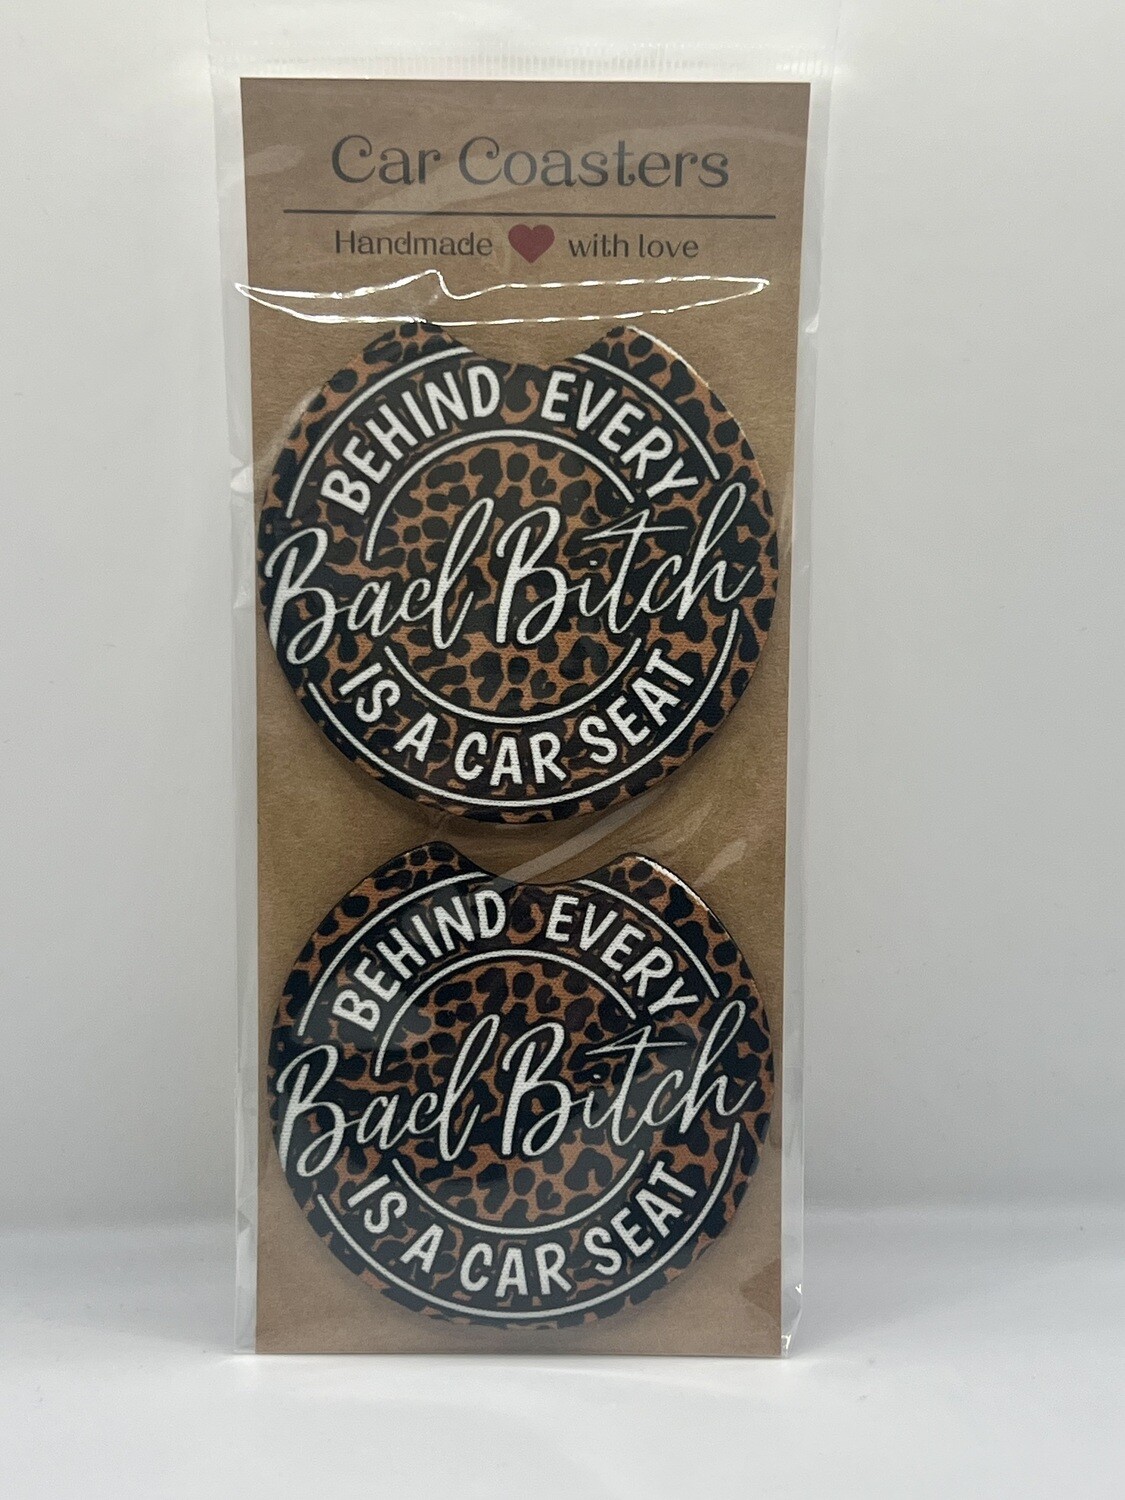 Car Coasters
Handmade with love
BEHIND EVERY
Bad Bitch
IS A CAR SEAT
BEHIND EVERY
Bad Bitch
IS A CAR SEAT